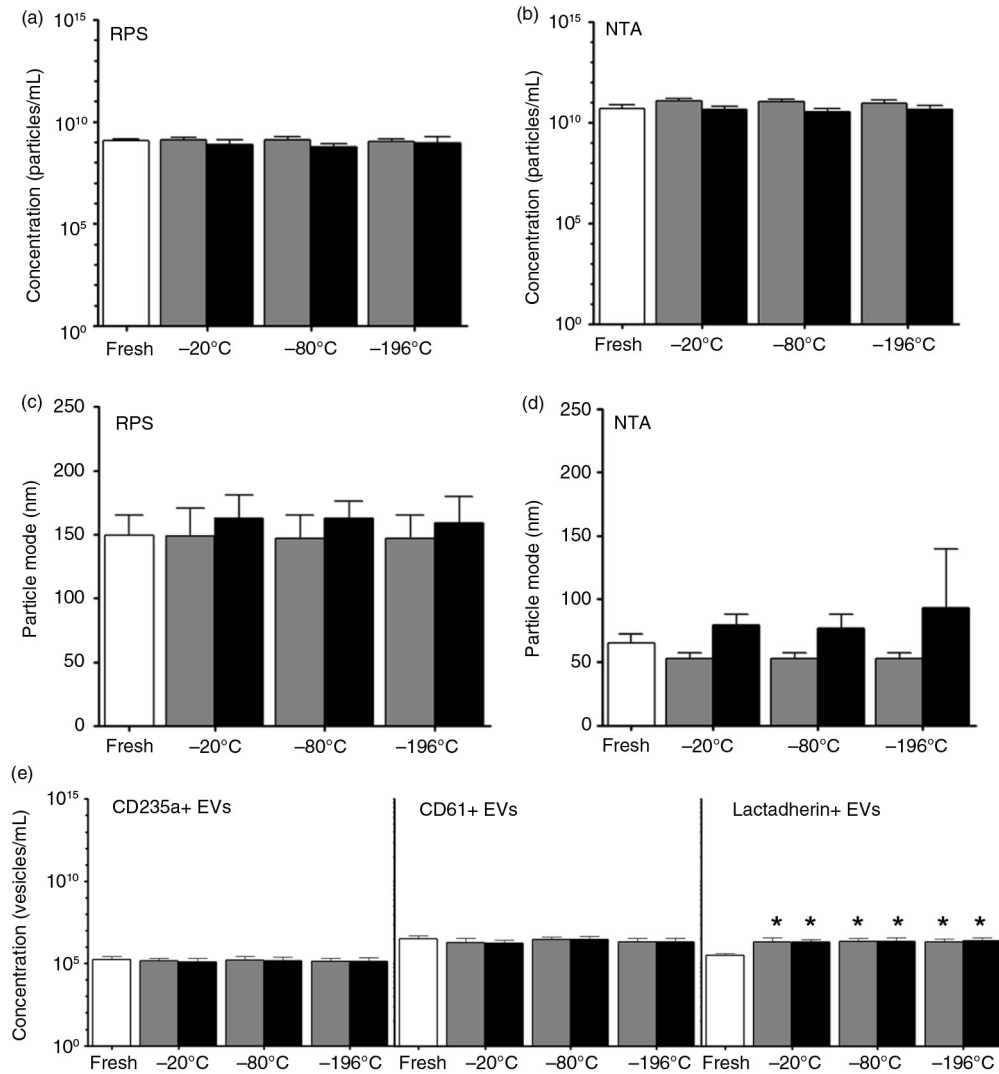 (a)
RPS
Concentration (particles/mL)
10¹⁵
10¹⁰
10⁵
10⁰
Fresh –20°C –80°C –196°C
(b)
NTA
Concentration (particles/mL)
10¹⁵
10¹⁰
10⁵
10⁰
Fresh –20°C –80°C –196°C
(c)
RPS
Particle mode (nm)
250
200
150
100
50
0
Fresh –20°C –80°C –196°C
(d)
NTA
Particle mode (nm)
250
200
150
100
50
0
Fresh –20°C –80°C –196°C
(e)
Concentration (vesicles/mL)
10¹⁵
10¹⁰
10⁵
10⁰
CD235a+ EVs
Fresh –20°C –80°C –196°C
CD61+ EVs
Fresh –20°C –80°C –196°C
Lactadherin+ EVs
* * * * * *
Fresh –20°C –80°C –196°C